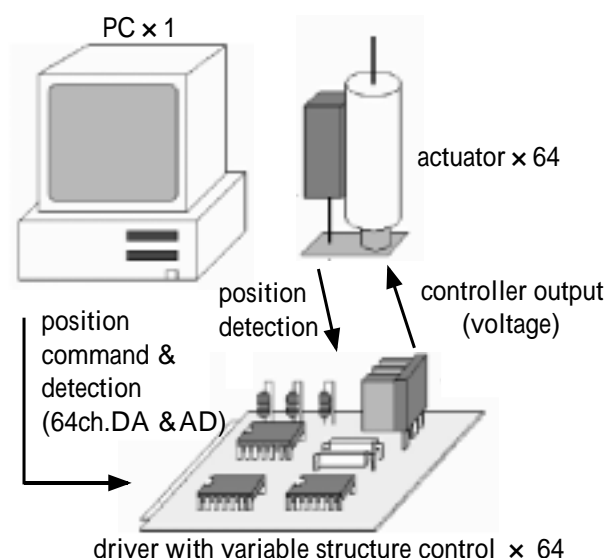 PC × 1
actuator × 64
position
detection
controller output
(voltage)
position
command &
detection
(64ch.DA &AD)
driver with variable structure control × 64